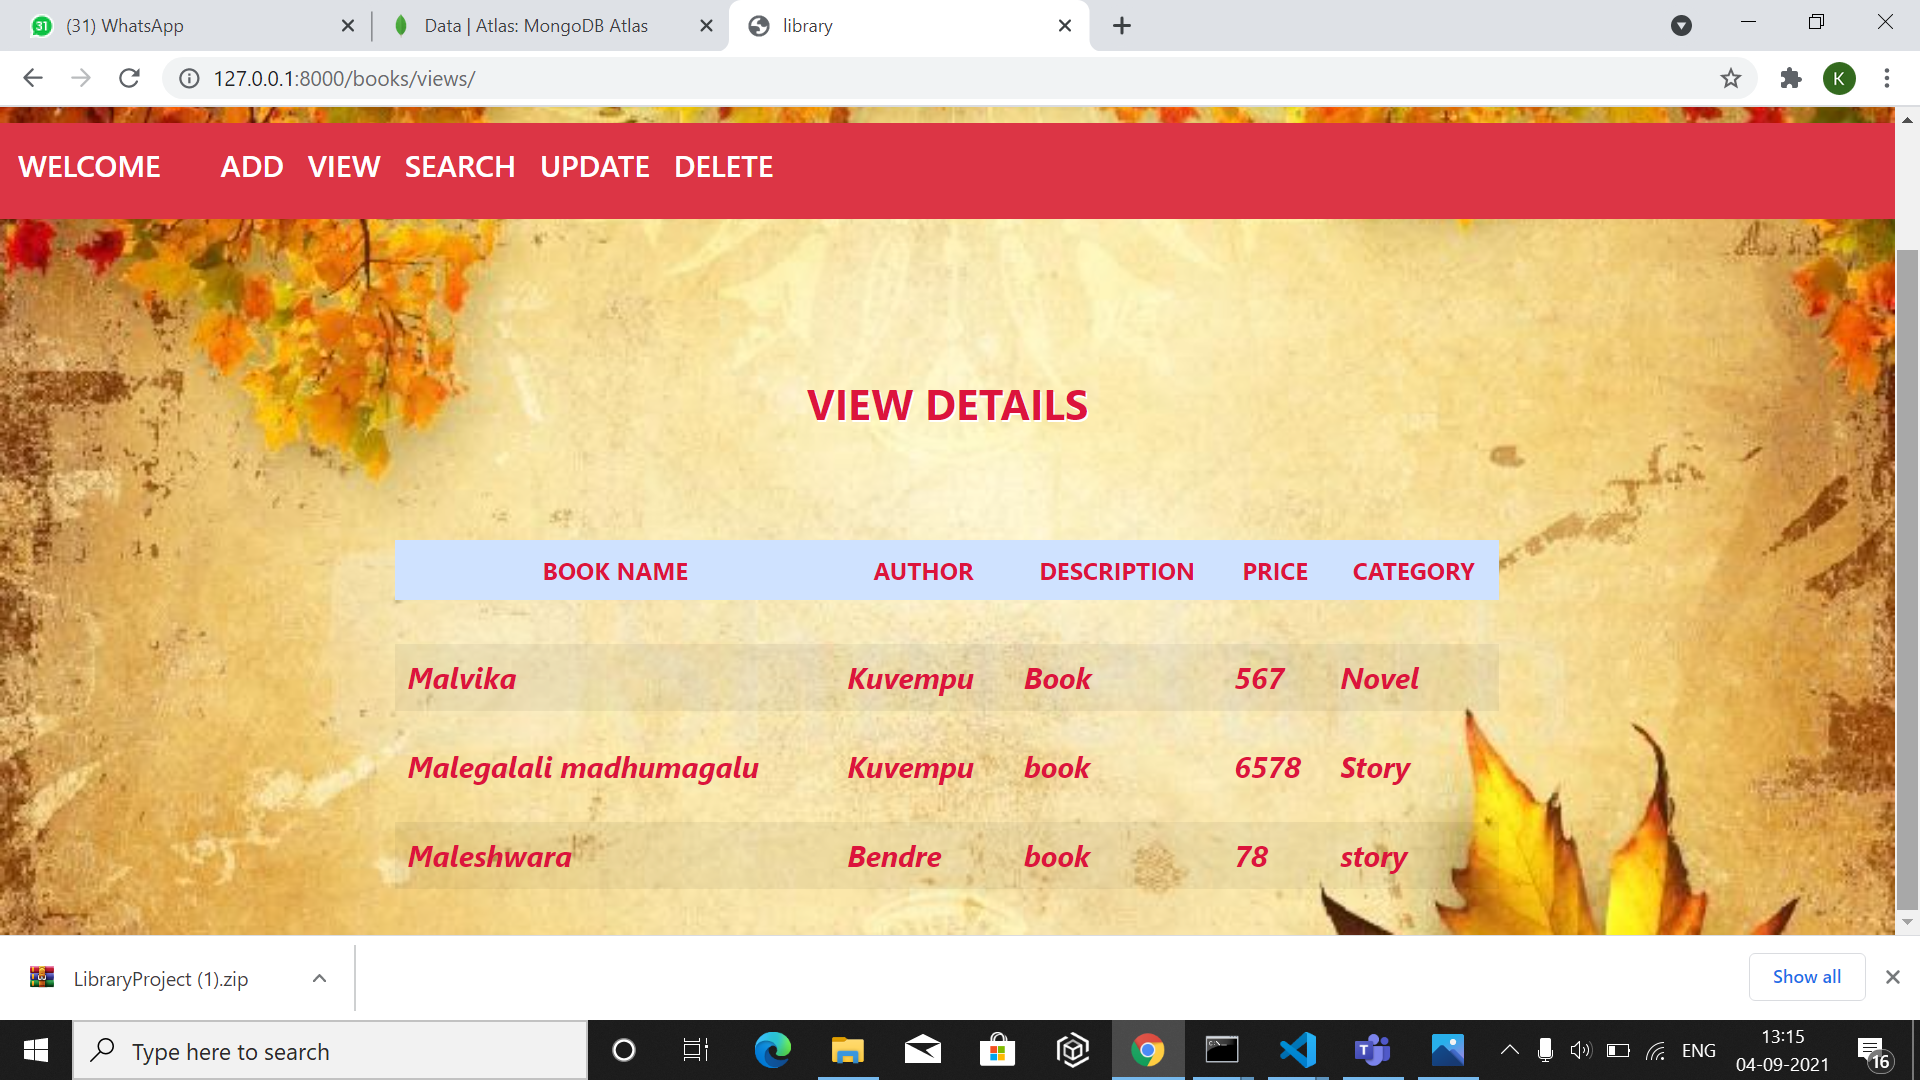 31 (31) WhatsApp
Data | Atlas: MongoDB Atlas
library
127.0.0.1:8000/books/views/
K
WELCOME ADD VIEW SEARCH UPDATE DELETE
VIEW DETAILS
BOOK NAME AUTHOR DESCRIPTION PRICE CATEGORY
Malvika Kuvempu Book 567 Novel
Malegalali madhumagalu Kuvempu book 6578 Story
Maleshwara Bendre book 78 story
LibraryProject (1).zip
Show all
Type here to search
ENG
13:15
04-09-2021
16